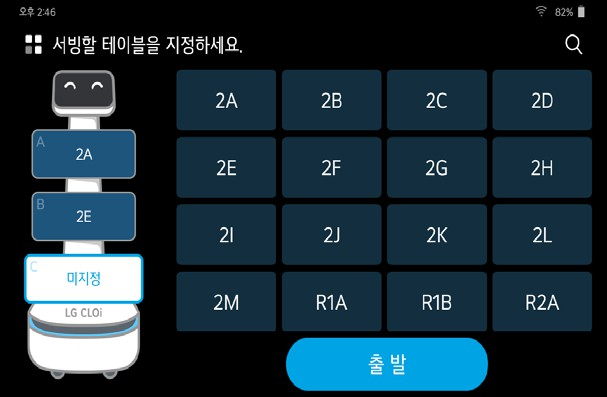 오후 2:46
82%
서빙할 테이블을 지정하세요.
A
2A
B
2E
C
미지정
LG CLOi
2A 2B 2C 2D
2E 2F 2G 2H
2I 2J 2K 2L
2M R1A R1B R2A
출 발